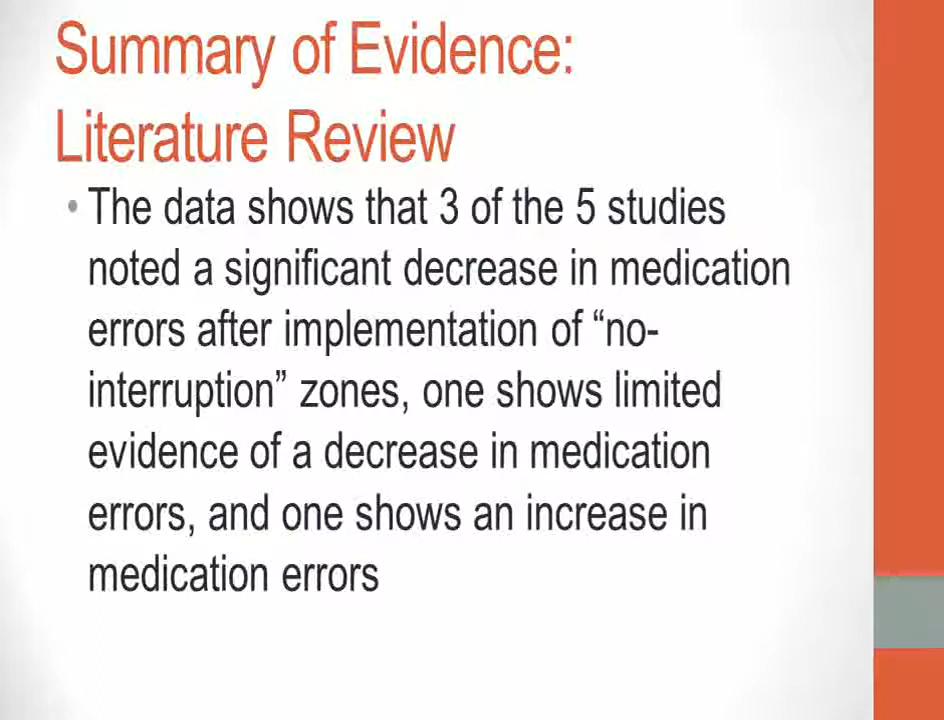 Summary of Evidence:
Literature Review
• The data shows that 3 of the 5 studies
noted a significant decrease in medication
errors after implementation of “no-
interruption” zones, one shows limited
evidence of a decrease in medication
errors, and one shows an increase in
medication errors